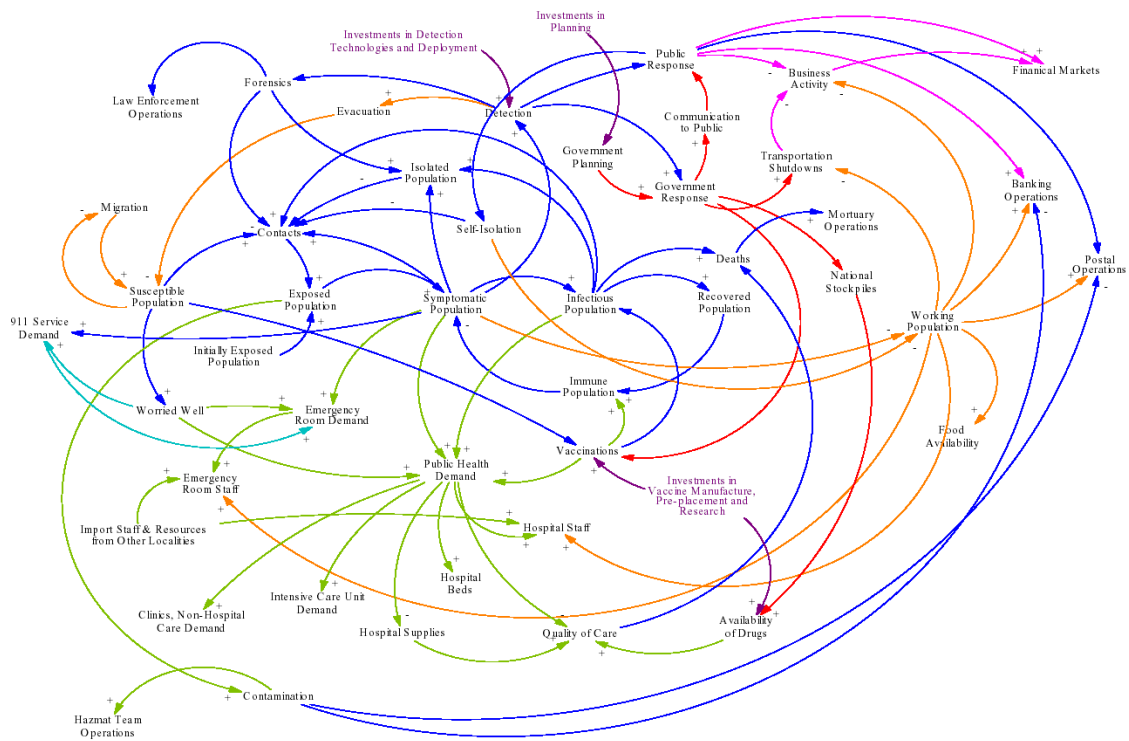 Investments in
Planning
Investments in Detection
Technologies and Deployment
Public
Response
Business
Activity
Finanical Markets
Forensics
Law Enforcement
Operations
Evacuation
Detection
Communication
to Public
Government
Planning
Transportation
Shutdowns
Isolated
Population
Government
Response
Banking
Operations
Migration
Contacts
Self-Isolation
Mortuary
Operations
Deaths
Postal
Operations
National
Stockpiles
Susceptible
Population
Exposed
Population
Symptomatic
Population
Infectious
Population
Recovered
Population
911 Service
Demand
Working
Population
Initially Exposed
Population
Immune
Population
Worried Well
Emergency
Room Demand
Food
Availability
Vaccinations
Public Health
Demand
Emergency
Room Staff
Investments in
Vaccine Manufacture,
Pre-placement and
Research
Import Staff & Resources
from Other Localities
Hospital Staff
Hospital
Beds
Intensive Care Unit
Demand
Clinics, Non-Hospital
Care Demand
Hospital Supplies
Quality of Care
Availability
of Drugs
Contamination
Hazmat Team
Operations